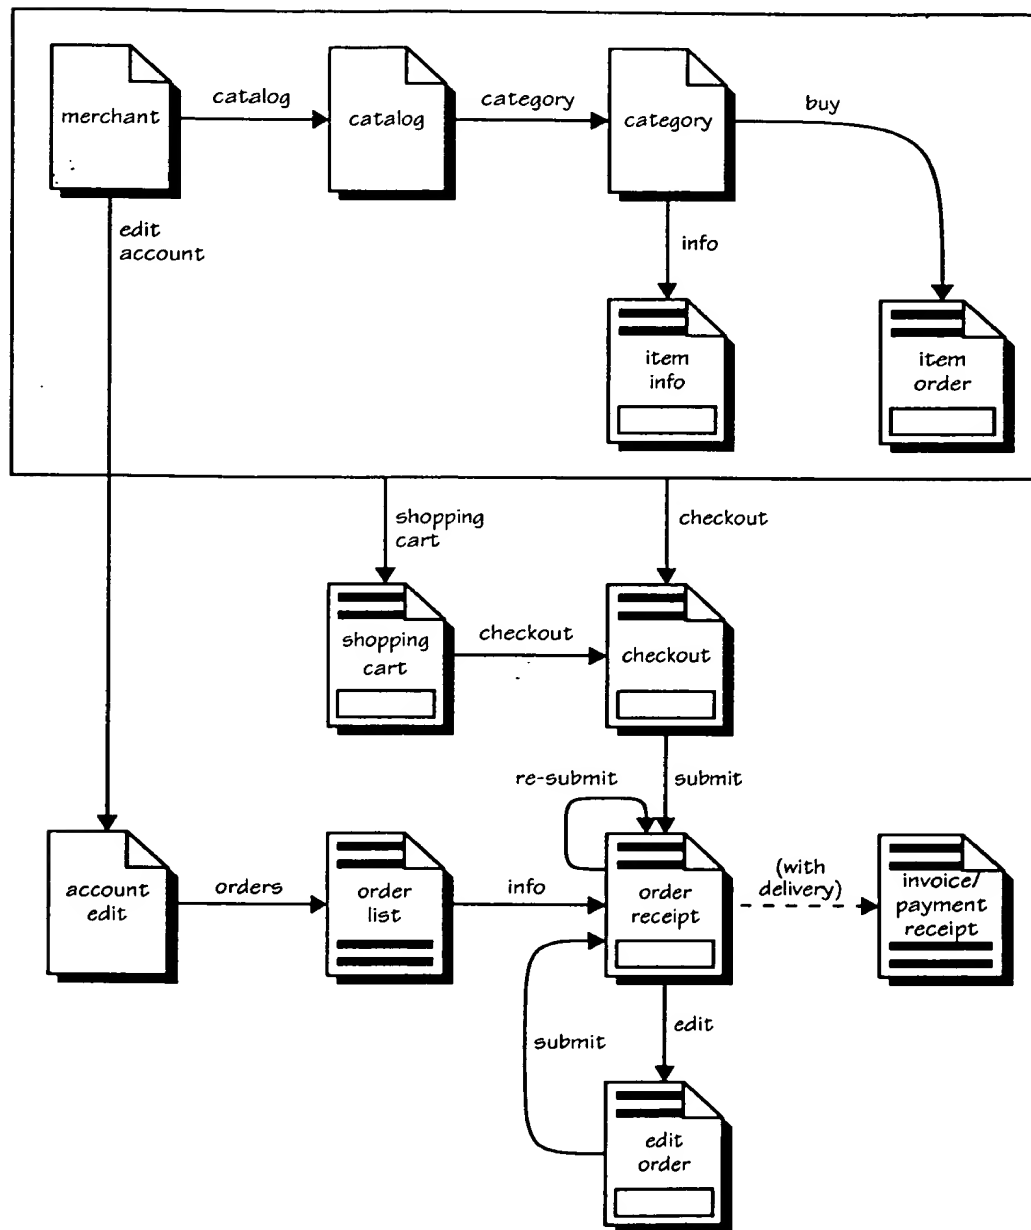 catalog
category
buy
merchant
catalog
category
edit
account
info
item
info
item
order
shopping
cart
checkout
shopping
cart
checkout
checkout
re-submit
submit
account
edit
orders
order
list
info
order
receipt
(with
delivery)
invoice/
payment
receipt
submit
edit
edit
order